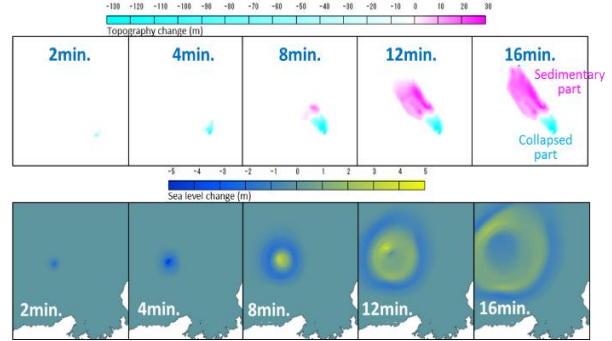 -130 -120 -110 -100 -90 -80 -70 -60 -50 -40 -30 -20 -10 0 10 20 30
Topography change (m)
2min. 4min. 8min. 12min. 16min.
Sedimentary
part
Collapsed
part
-5 -4 -3 -2 -1 0 1 2 3 4 5
Sea level change (m)
2min. 4min. 8min. 12min. 16min.